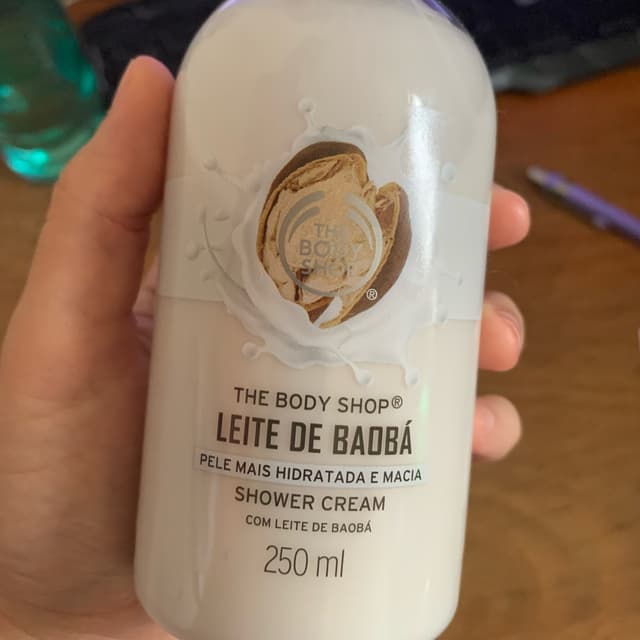 THE
BODY
SHOP
®
THE BODY SHOP®
LEITE DE BAOBÁ
PELE MAIS HIDRATADA E MACIA
SHOWER CREAM
COM LEITE DE BAOBÁ
250 ml